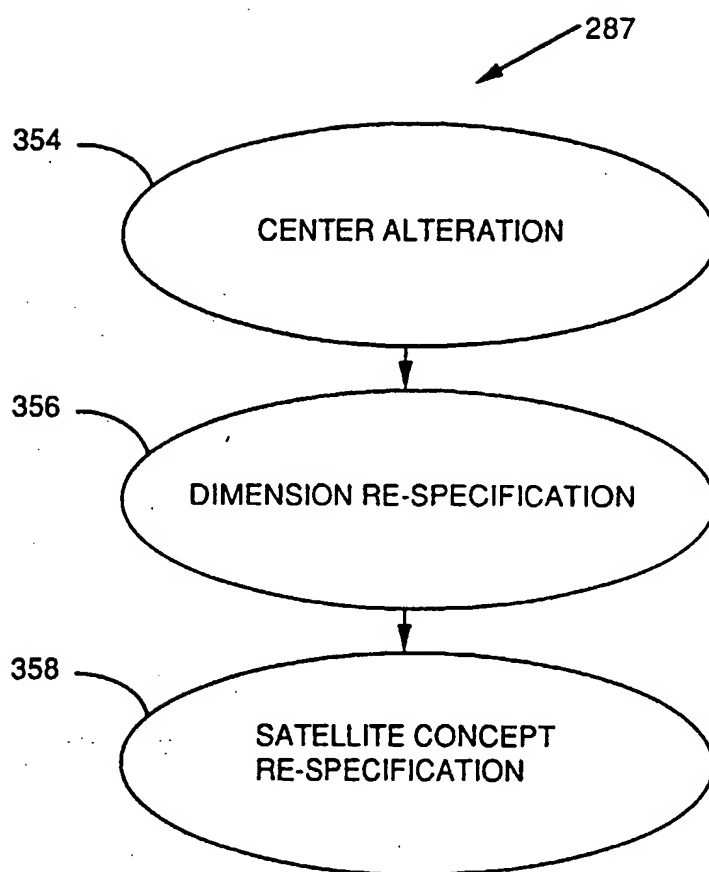 287
354
CENTER ALTERATION
356
DIMENSION RE-SPECIFICATION
358
SATELLITE CONCEPT
RE-SPECIFICATION